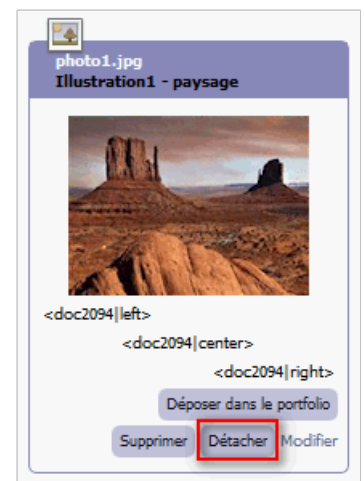 photo1.jpg
Illustration1 - paysage
<doc2094|left>
<doc2094|center>
<doc2094|right>
Déposer dans le portfolio
Supprimer Détacher Modifier